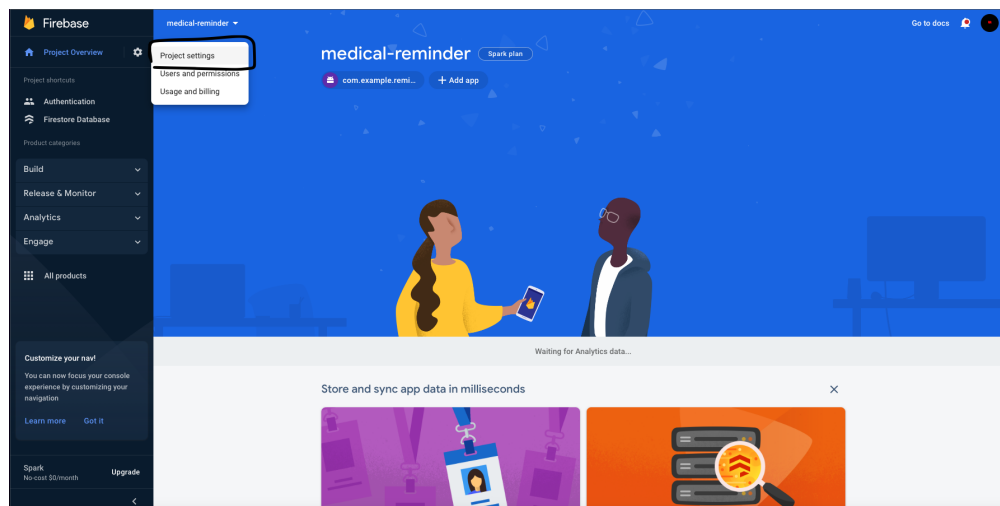 Firebase
Project Overview
Project shortcuts
Authentication
Firestore Database
Product categories
Build
Release & Monitor
Analytics
Engage
All products
Customize your nav!
You can now focus your console
experience by customizing your
navigation
Learn more Got it
Spark
No-cost $0/month
Upgrade
medical-reminder
Go to docs
Project settings
Users and permissions
Usage and billing
medical-reminder Spark plan
com.example.remi... + Add app
Waiting for Analytics data...
Store and sync app data in milliseconds